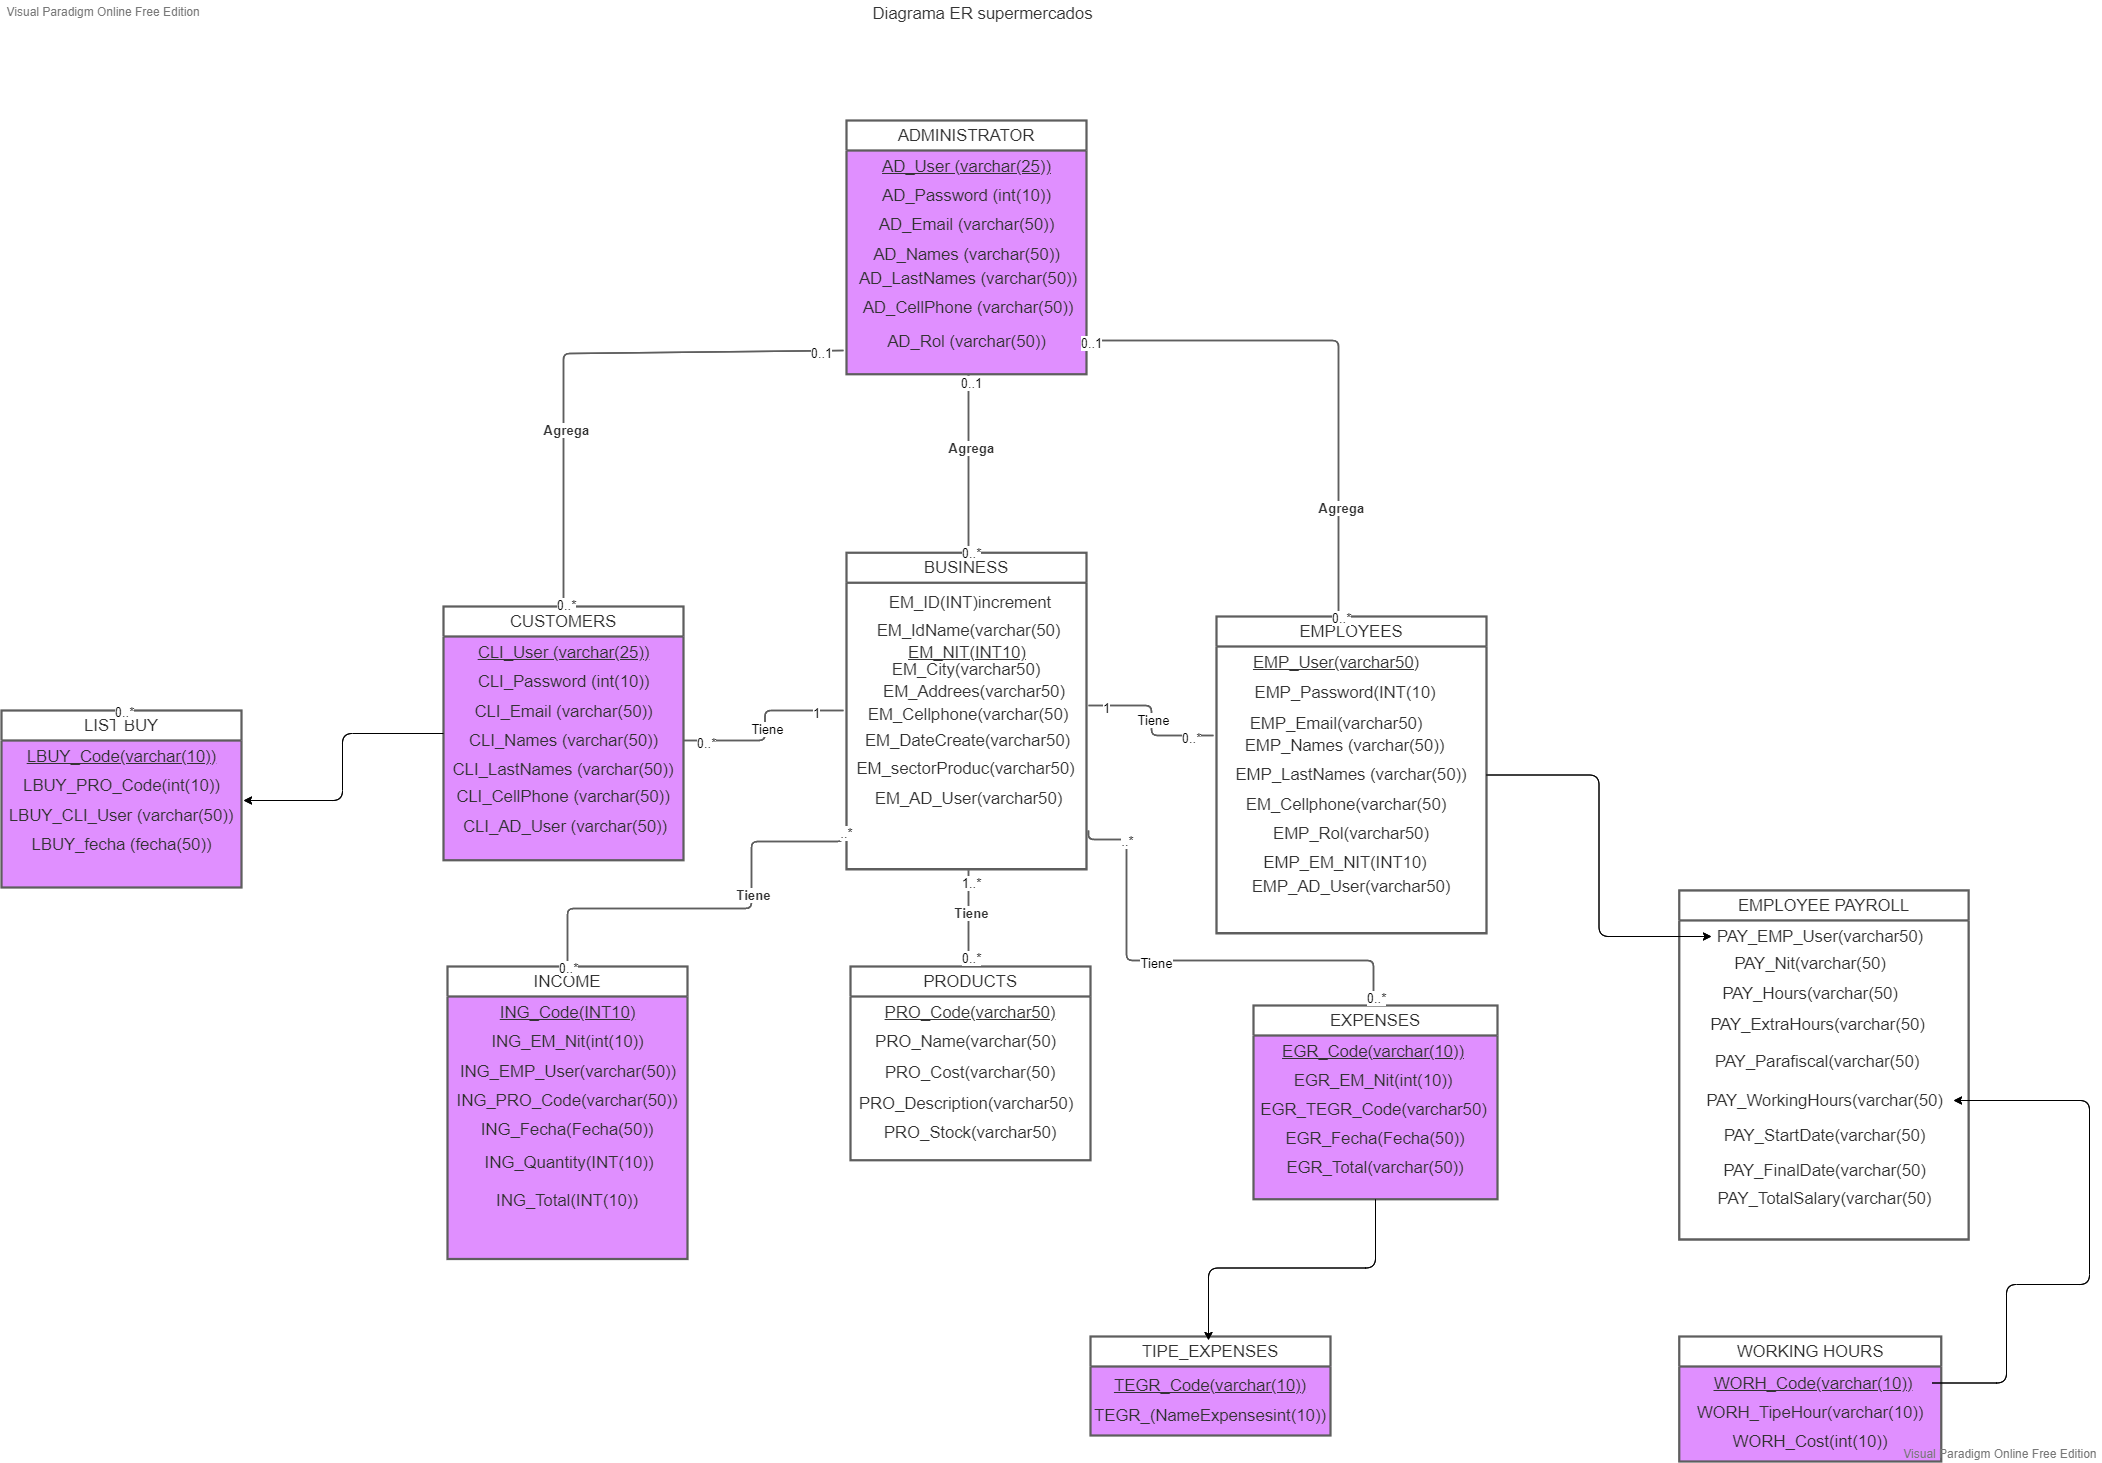 Visual Paradigm Online Free Edition
Diagrama ER supermercados
ADMINISTRATOR
AD_User (varchar(25))
AD_Password (int(10))
AD_Email (varchar(50))
AD_Names (varchar(50))
AD_LastNames (varchar(50))
AD_CellPhone (varchar(50))
AD_Rol (varchar(50))
0..1
0..1
0..1
Agrega
Agrega
Agrega
0..*
0..*
0..*
BUSINESS
EM_ID(INT)increment
EM_IdName(varchar(50)
EM_NIT(INT10)
EM_City(varchar50)
EM_Addrees(varchar50)
EM_Cellphone(varchar(50)
EM_DateCreate(varchar50)
EM_sectorProduc(varchar50)
EM_AD_User(varchar50)
CUSTOMERS
CLI_User (varchar(25))
CLI_Password (int(10))
CLI_Email (varchar(50))
CLI_Names (varchar(50))
CLI_LastNames (varchar(50))
CLI_CellPhone (varchar(50))
CLI_AD_User (varchar(50))
0..*
Tiene
1
1
Tiene
0..*
EMPLOYEES
EMP_User(varchar50)
EMP_Password(INT(10)
EMP_Email(varchar50)
EMP_Names (varchar(50))
EMP_LastNames (varchar(50))
EM_Cellphone(varchar(50)
EMP_Rol(varchar50)
EMP_EM_NIT(INT10)
EMP_AD_User(varchar50)
0..*
LIST BUY
LBUY_Code(varchar(10))
LBUY_PRO_Code(int(10))
LBUY_CLI_User (varchar(50))
LBUY_fecha (fecha(50))
..*
Tiene
0..*
1..*
Tiene
0..*
..*
Tiene
0..*
INCOME
ING_Code(INT10)
ING_EM_Nit(int(10))
ING_EMP_User(varchar(50))
ING_PRO_Code(varchar(50))
ING_Fecha(Fecha(50))
ING_Quantity(INT(10))
ING_Total(INT(10))
PRODUCTS
PRO_Code(varchar50)
PRO_Name(varchar(50)
PRO_Cost(varchar(50)
PRO_Description(varchar50)
PRO_Stock(varchar50)
EXPENSES
EGR_Code(varchar(10))
EGR_EM_Nit(int(10))
EGR_TEGR_Code(varchar50)
EGR_Fecha(Fecha(50))
EGR_Total(varchar(50))
EMPLOYEE PAYROLL
PAY_EMP_User(varchar50)
PAY_Nit(varchar(50)
PAY_Hours(varchar(50)
PAY_ExtraHours(varchar(50)
PAY_Parafiscal(varchar(50)
PAY_WorkingHours(varchar(50)
PAY_StartDate(varchar(50)
PAY_FinalDate(varchar(50)
PAY_TotalSalary(varchar(50)
TIPE_EXPENSES
TEGR_Code(varchar(10))
TEGR_(NameExpensesint(10))
WORKING HOURS
WORH_Code(varchar(10))
WORH_TipeHour(varchar(10))
WORH_Cost(int(10))
Visual Paradigm Online Free Edition